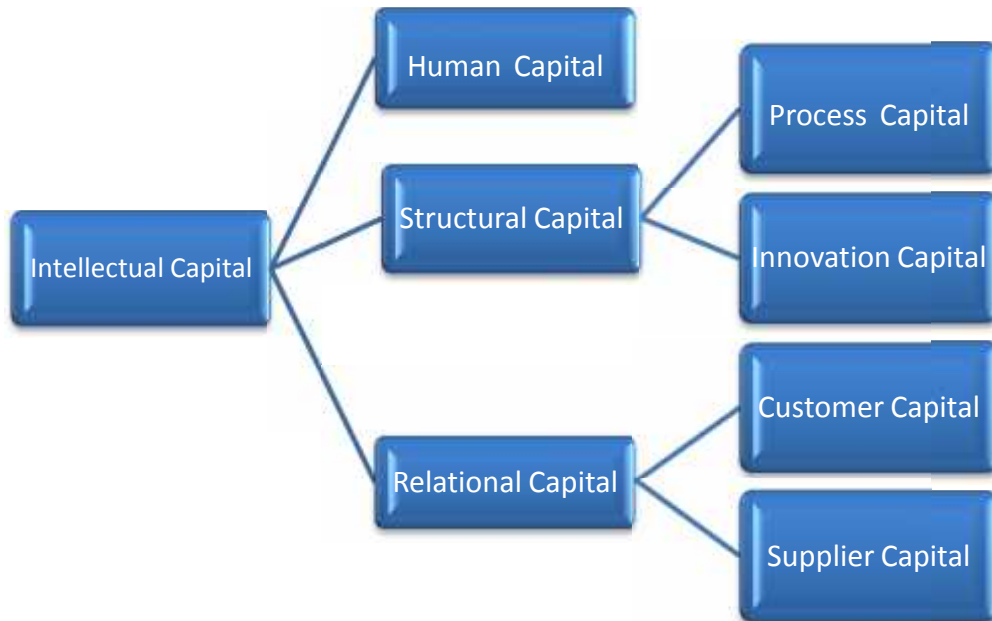 Human Capital
Process Capital
Structural Capital
Intellectual Capital
Innovation Capital
Customer Capital
Relational Capital
Supplier Capital